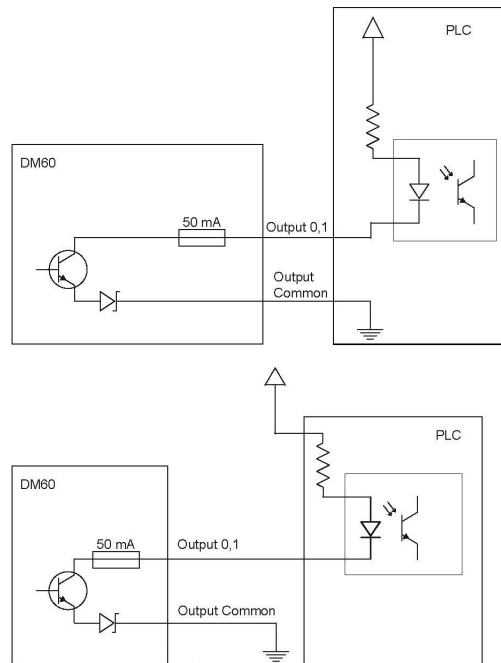 PLC
DM60
50 mA
Output 0,1
Output
Common
PLC
DM60
50 mA
Output 0,1
Output Common